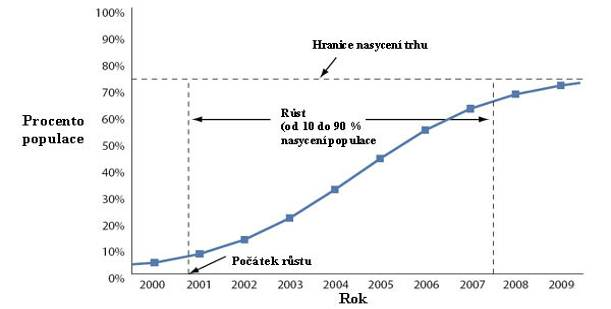 100%
90%
80%
70%
60%
50%
40%
30%
20%
10%
0%
Procento
populace
Hranice nasycení trhu
Růst
(od 10 do 90 %
nasycení populace
Počátek růstu
2000 2001 2002 2003 2004 2005 2006 2007 2008 2009
Rok